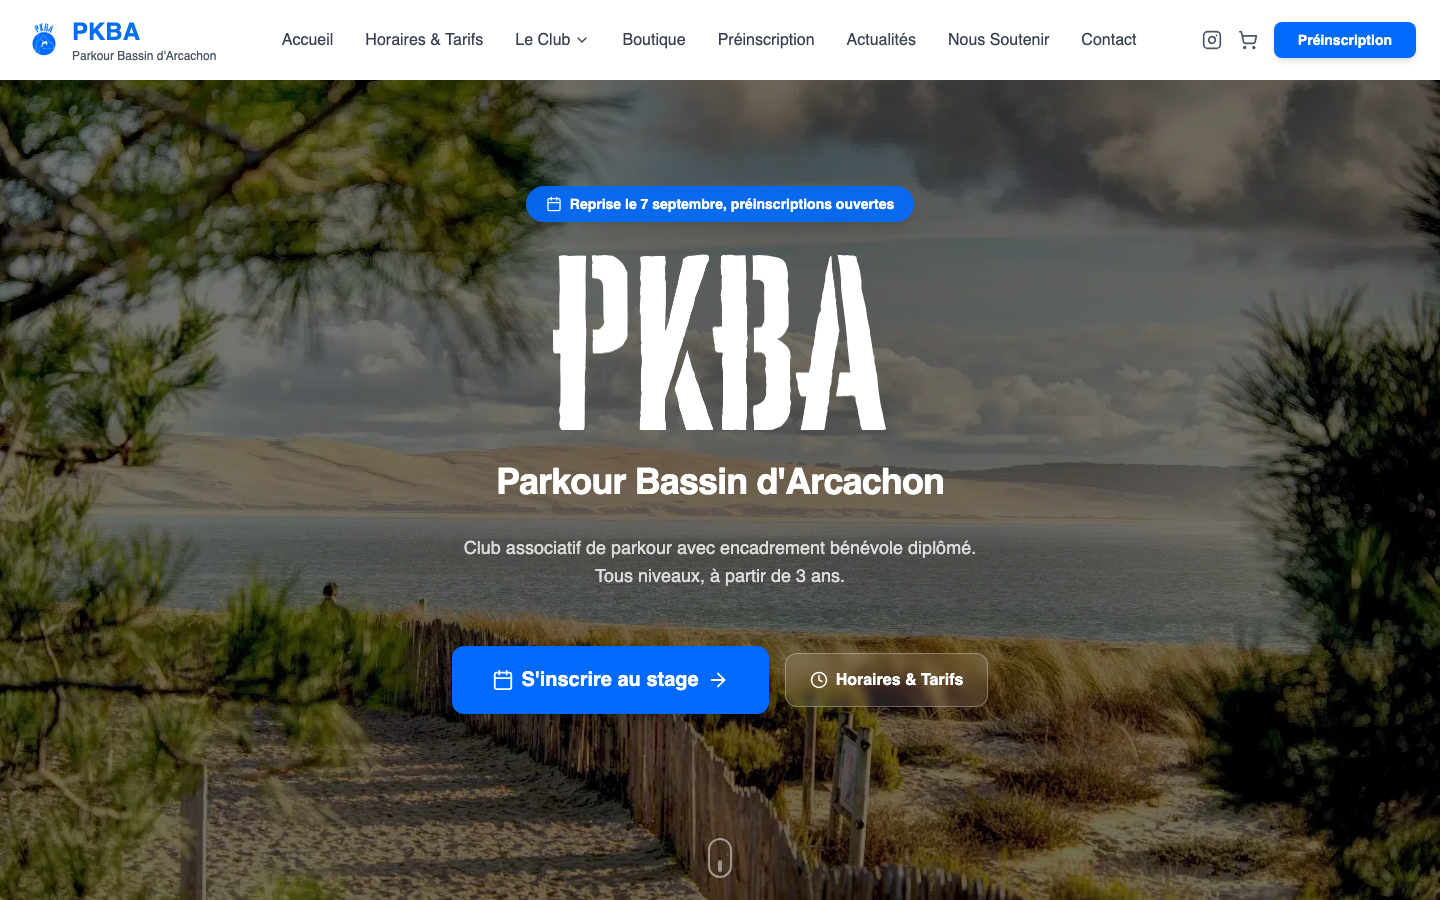 PKBA
Parkour Bassin d'Arcachon
Accueil
Horaires & Tarifs
Le Club
Boutique
Préinscription
Actualités
Nous Soutenir
Contact
Préinscription
Reprise le 7 septembre, préinscriptions ouvertes
PKBA
Parkour Bassin d'Arcachon
Club associatif de parkour avec encadrement bénévole diplômé.
Tous niveaux, à partir de 3 ans.
S'inscrire au stage
Horaires & Tarifs